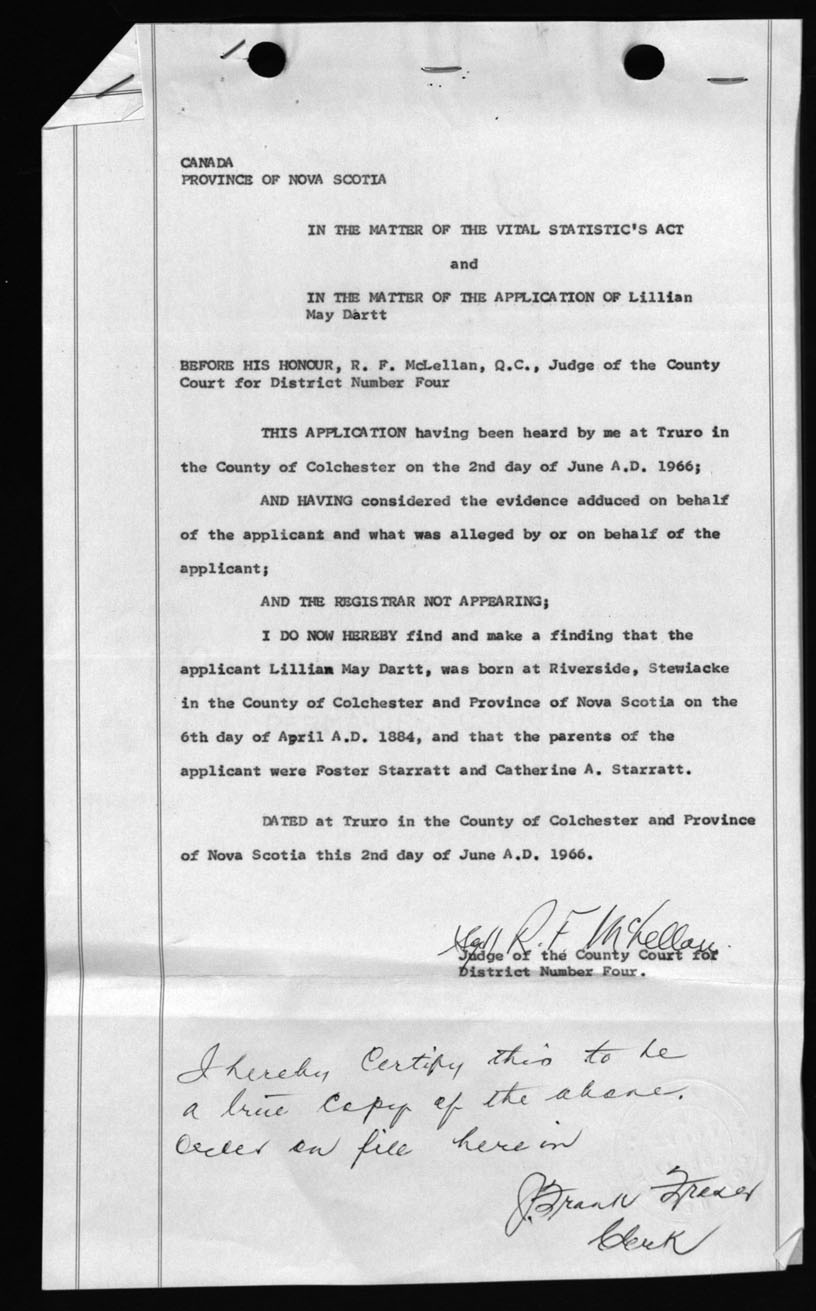 CANADA
PROVINCE OF NOVA SCOTIA
IN THE MATTER OF THE VITAL STATISTIC'S ACT
and
IN THE MATTER OF THE APPLICATION OF Lillian
May Dartt
BEFORE HIS HONOUR, R. F. McLellan, Q.C., Judge of the County
Court for District Number Four
THIS APPLICATION having been heard by me at Truro in
the County of Colchester on the 2nd day of June A.D. 1966;
AND HAVING considered the evidence adduced on behalf
of the applicant and what was alleged by or on behalf of the
applicant;
AND THE REGISTRAR NOT APPEARING;
I DO NOW HEREBY find and make a finding that the
applicant Lillian May Dartt, was born at Riverside, Stewiacke
in the County of Colchester and Province of Nova Scotia on the
6th day of April A.D. 1884, and that the parents of the
applicant were Foster Starratt and Catherine A. Starratt.
DATED at Truro in the County of Colchester and Province
of Nova Scotia this 2nd day of June A.D. 1966.
Sgd R. F. McLellan.
Judge of the County Court for
District Number Four.
I hereby Certify this to be
a true Copy of the above.
Order on file herein
J. Frank Fraser
Clerk